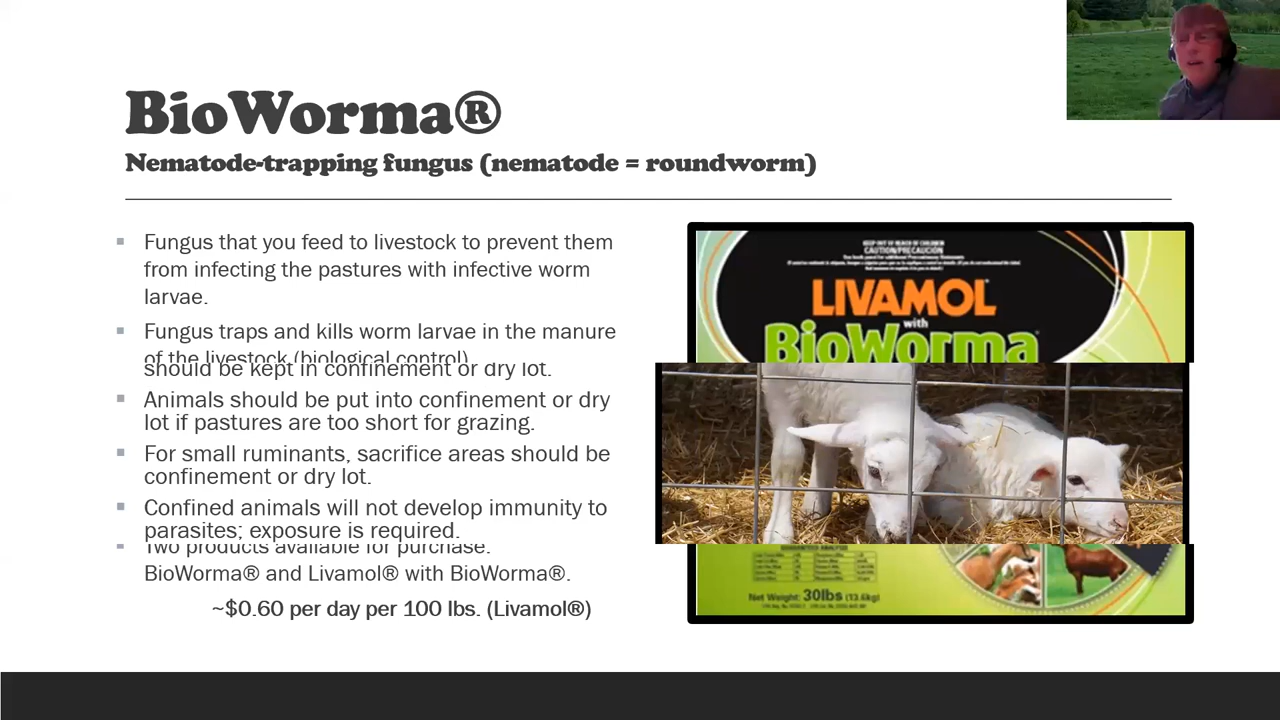 BioWorma®
Nematode-trapping fungus (nematode = roundworm)
Fungus that you feed to livestock to prevent them
from infecting the pastures with infective worm
larvae.
Fungus traps and kills worm larvae in the manure
of the livestock (biological control)
should be kept in confinement or dry lot.
Animals should be put into confinement or dry
lot if pastures are too short for grazing.
For small ruminants, sacrifice areas should be
confinement or dry lot.
Confined animals will not develop immunity to
parasites; exposure is required.
Two products available for purchase:
BioWorma® and Livamol® with BioWorma®.
~$0.60 per day per 100 lbs. (Livamol®)
KEEP OUT OF REACH OF CHILDREN
CAUTION/PRECAUCIÓN
LIVAMOL®
with
BioWorma®
GUARANTEED ANALYSIS
Net Weight: 30lbs (13.6kg)